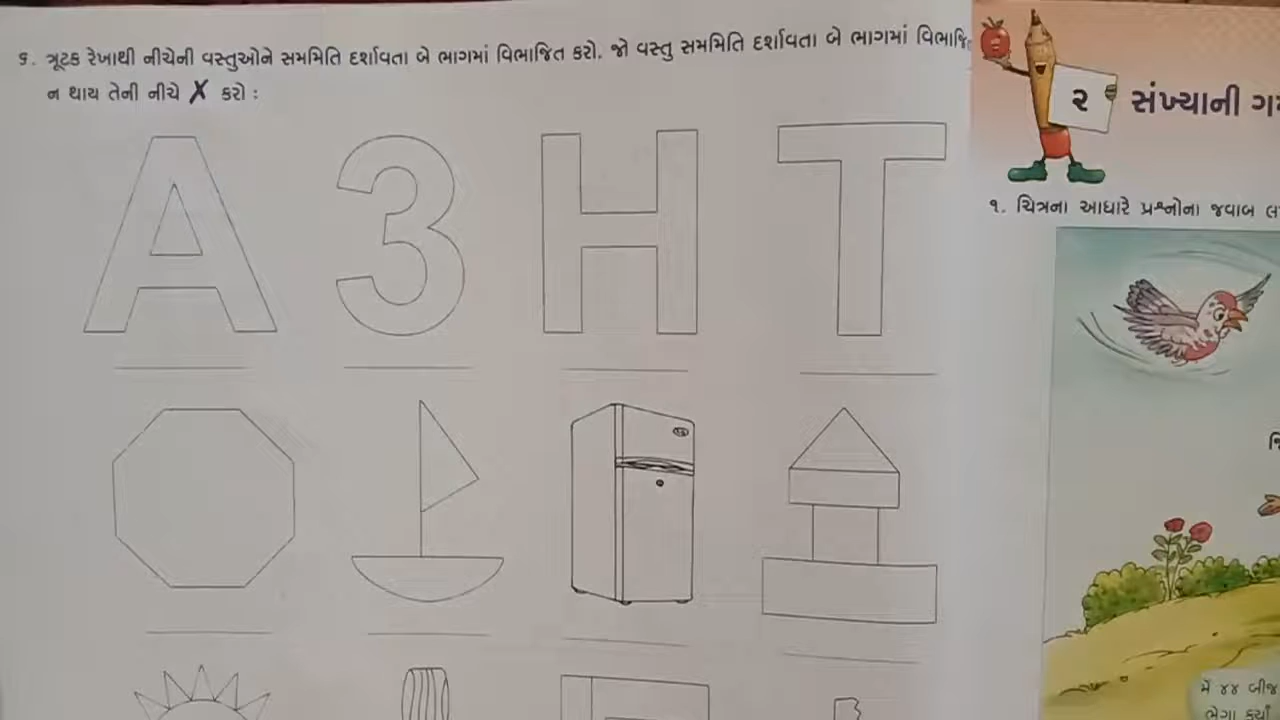 ૬. ત્રૂટક રેખાથી નીચેની વસ્તુઓને સમમિતિ દર્શાવતા બે ભાગમાં વિભાજિત કરો. જો વસ્તુ સમમિતિ દર્શાવતા બે ભાગમાં
ન થાય તેની નીચે X કરો :
A 3 H T
૨ સંખ્યાની
૧. ચિત્રના આધારે પ્રશ્નોના જવાબ
મેં ૪૪ બીજ
ભેગા કર્યાં